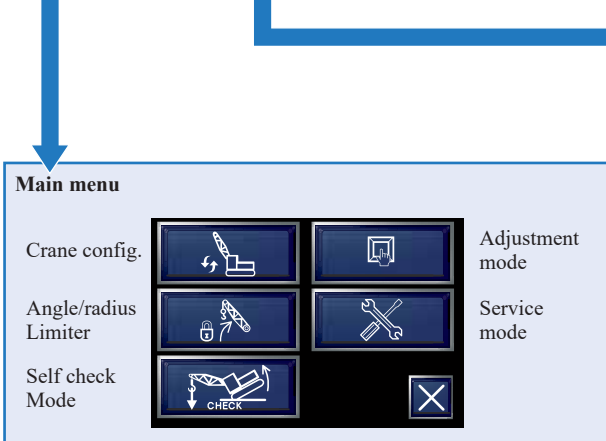 Main menu
Crane config.
Adjustment
mode
Angle/radius
Limiter
Service
mode
Self check
Mode
CHECK